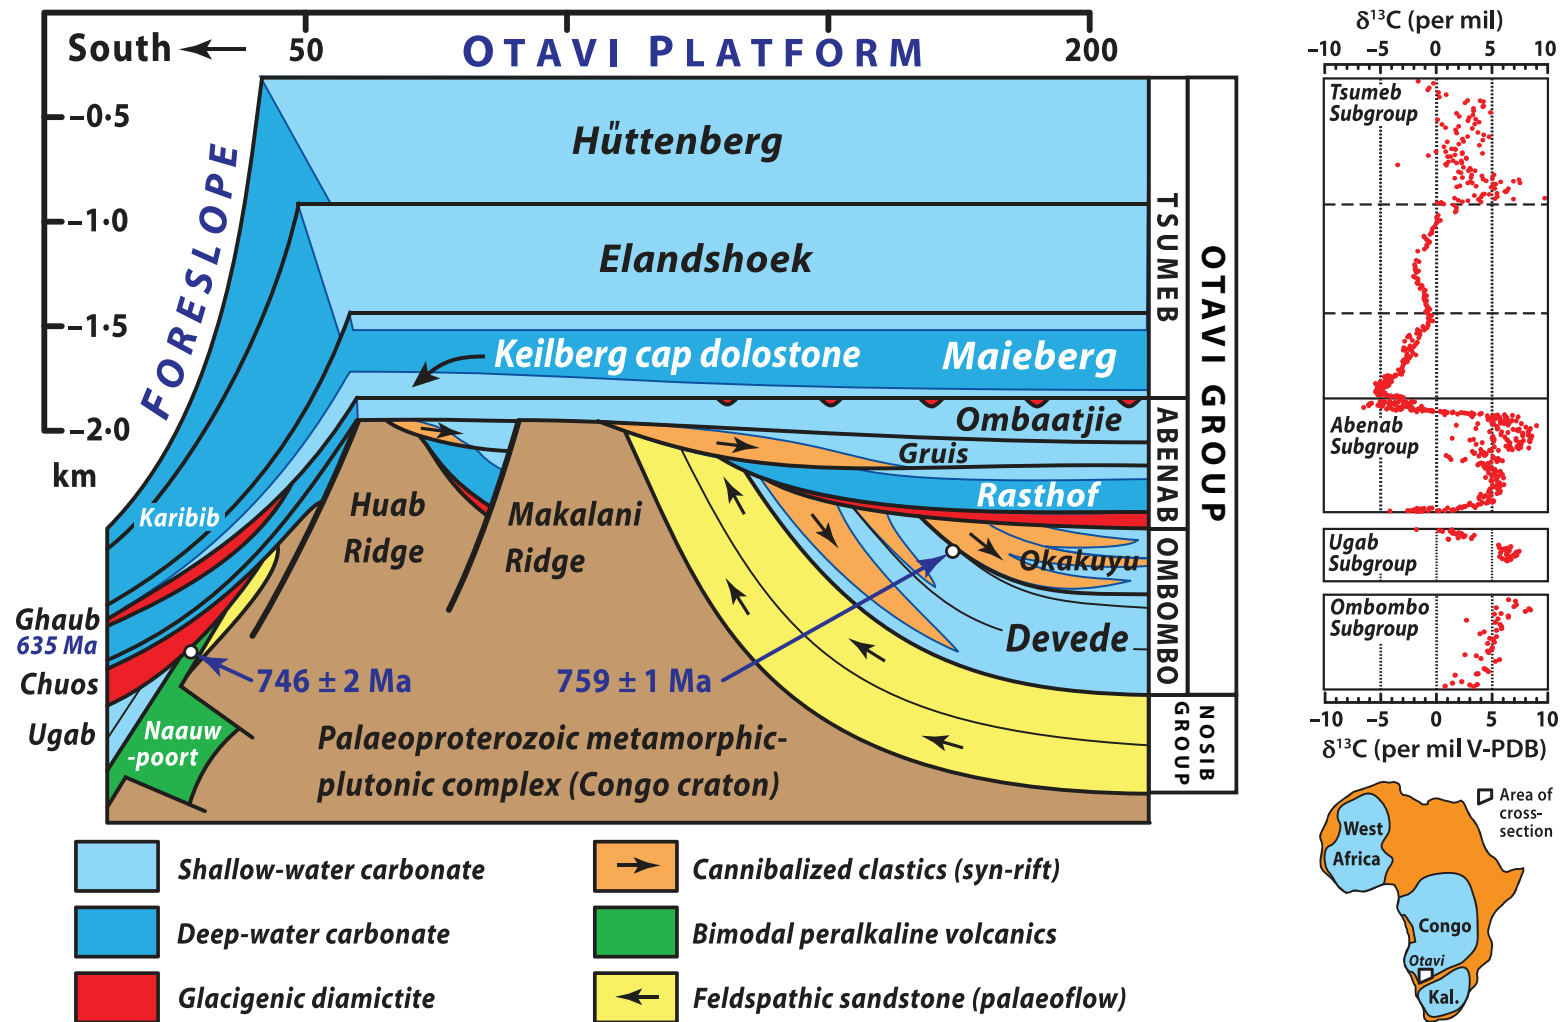 South
50
OTAVI PLATFORM
200
–0·5
–1·0
–1·5
–2·0
km
FORESLOPE
Hüttenberg
Elandshoek
Keilberg cap dolostone
Maieberg
Ombaatjie
Gruis
Rasthof
Okakuyu
Devede
Karibib
Huab
Ridge
Makalani
Ridge
Ghaub
635 Ma
Chuos
Ugab
746 ± 2 Ma
759 ± 1 Ma
Naauw
-poort
Palaeoproterozoic metamorphic-
plutonic complex (Congo craton)
TSUMEB
ABENAB
OMBOMBO
OTAVI GROUP
NOSIB
GROUP
Shallow-water carbonate
Deep-water carbonate
Glacigenic diamictite
Cannibalized clastics (syn-rift)
Bimodal peralkaline volcanics
Feldspathic sandstone (palaeoflow)
δ¹³C (per mil)
–10 –5 0 5 10
Tsumeb
Subgroup
Abenab
Subgroup
Ugab
Subgroup
Ombombo
Subgroup
–10 –5 0 5 10
δ¹³C (per mil V-PDB)
Area of
cross-
section
West
Africa
Congo
Otavi
Kal.